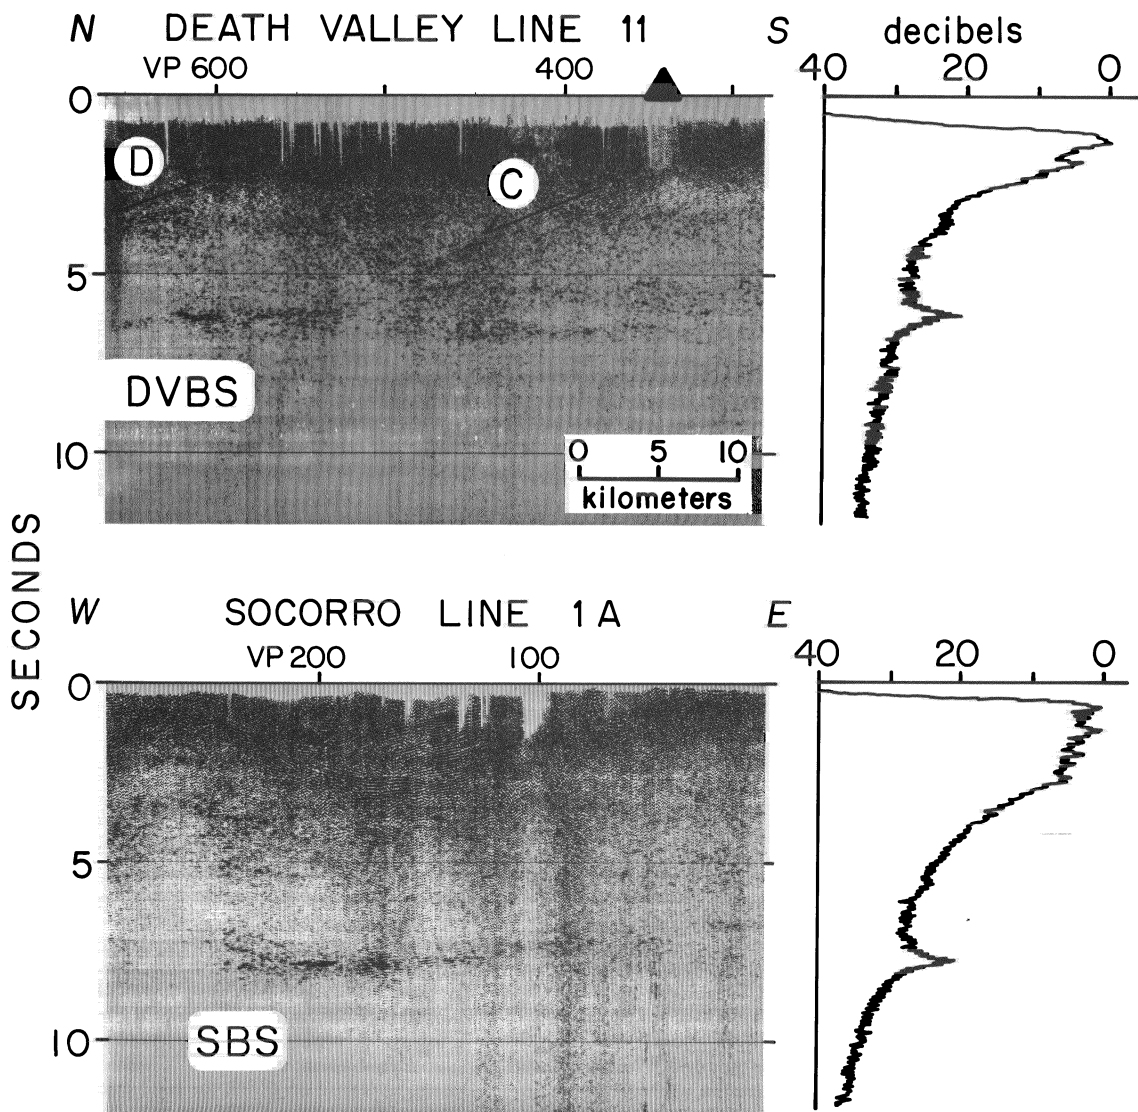 N DEATH VALLEY LINE 11 S decibels
VP 600 400 40 20 0
0
D
C
5
DVBS
10
0 5 10
kilometers
SECONDS
W SOCORRO LINE 1A E
VP 200 100 40 20 0
0
5
10
SBS